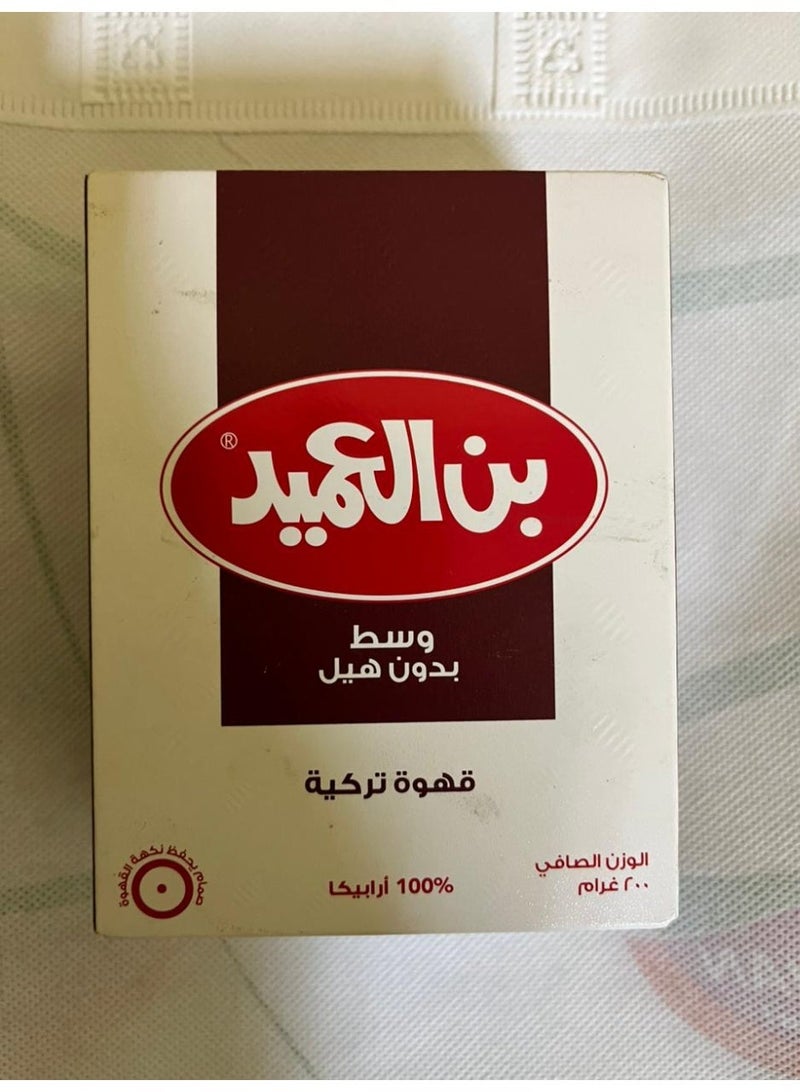 بن العميد ®
وسط
بدون هيل
قهوة تركية
الوزن الصافي
٢٠٠ غرام
100% أرابيكا
صمام يحفظ نكهة القهوة